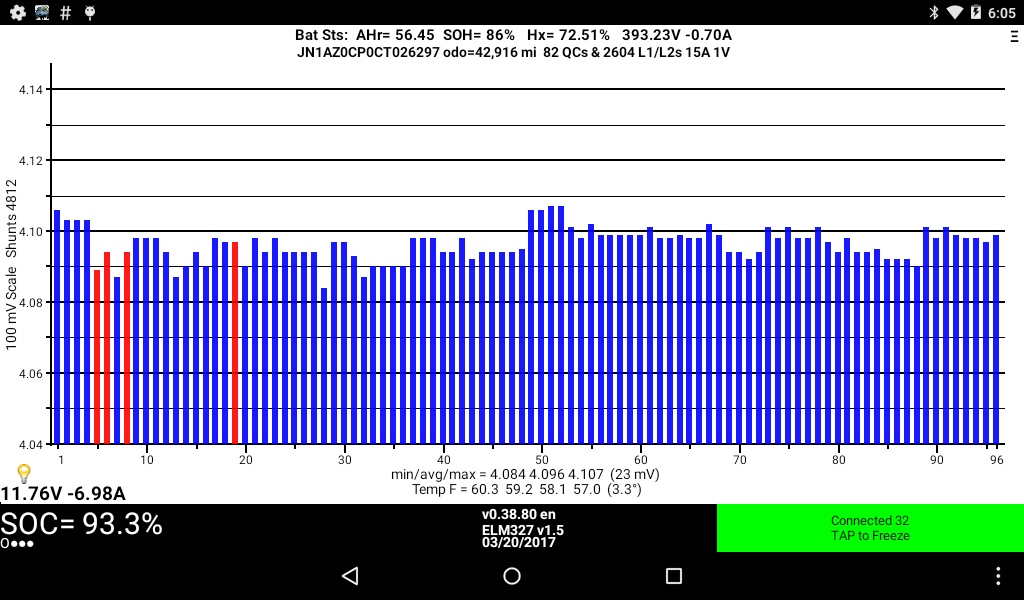 6:05
Bat Sts: AHr= 56.45 SOH= 86% Hx= 72.51% 393.23V -0.70A
JN1AZ0CP0CT026297 odo=42,916 mi 82 QCs & 2604 L1/L2s 15A 1V
4.14
4.12
4.10
4.08
4.06
4.04
100 mV Scale Shunts 4812
1 10 20 30 40 50 60 70 80 90 96
min/avg/max = 4.084 4.096 4.107 (23 mV)
Temp F = 60.3 59.2 58.1 57.0 (3.3°)
11.76V -6.98A
SOC= 93.3%
v0.38.80 en
ELM327 v1.5
03/20/2017
Connected 32
TAP to Freeze